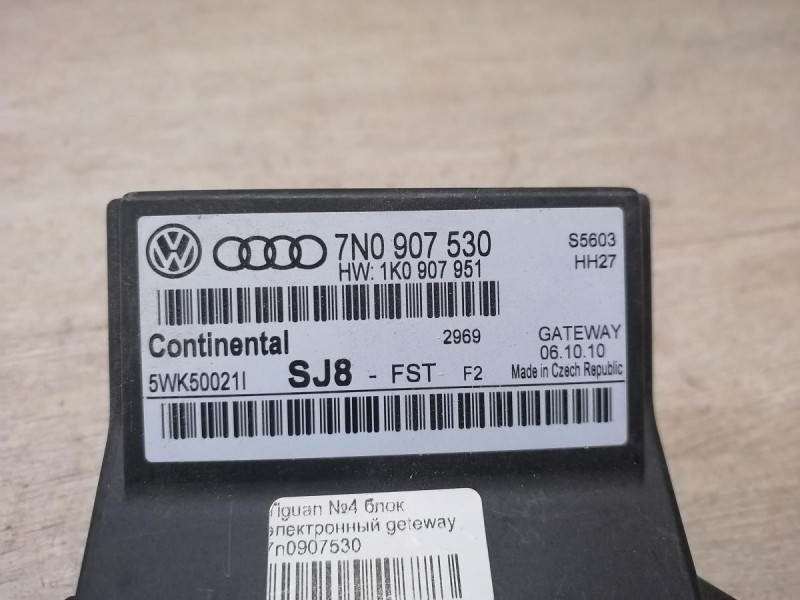 7N0 907 530
HW: 1K0 907 951
S5603
HH27
Continental
2969
GATEWAY
06.10.10
5WK50021I
SJ8 - FST F2
Made in Czech Republic
Tiguan №4 блок
электронный geteway
7n0907530